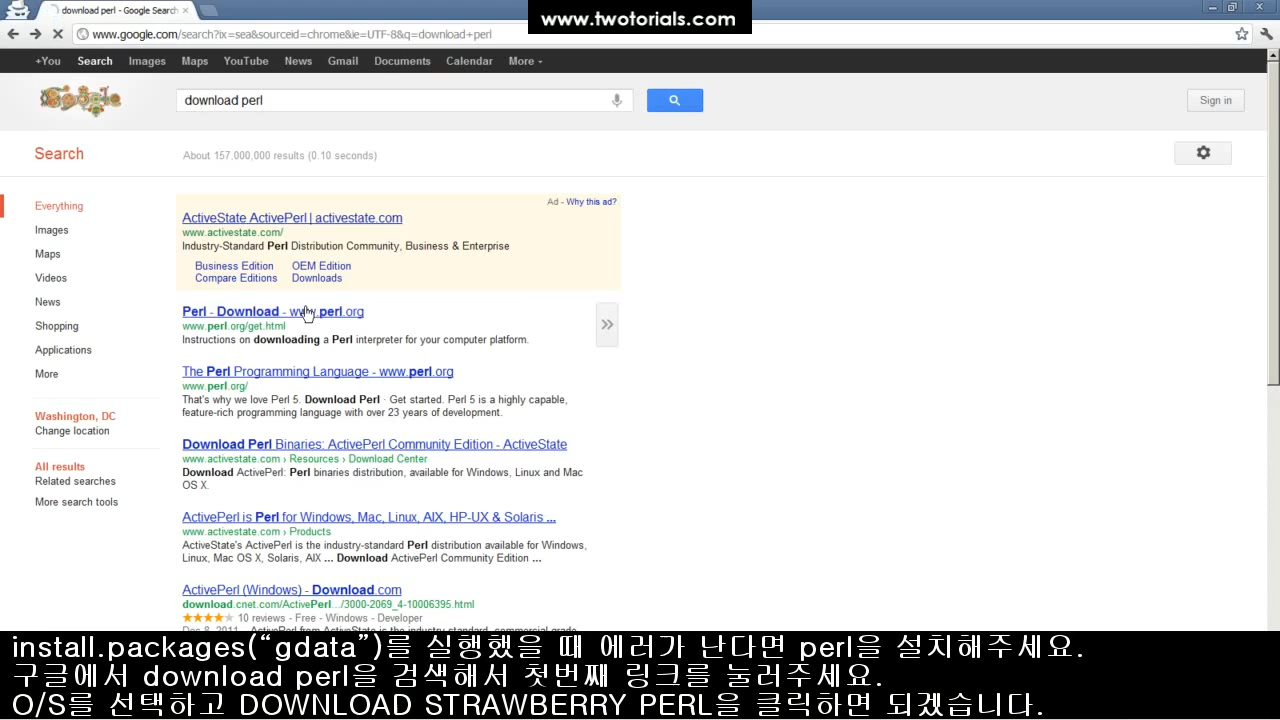 download perl - Google Search
www.twotorials.com
www.google.com/search?ix=sea&sourceid=chrome&ie=UTF-8&q=download+perl
+You Search Images Maps YouTube News Gmail Documents Calendar More
Google
download perl
Sign in
Search
About 157,000,000 results (0.10 seconds)
Everything
Images
Maps
Videos
News
Shopping
Applications
More
Washington, DC
Change location
All results
Related searches
More search tools
Ad - Why this ad?
ActiveState ActivePerl | activestate.com
www.activestate.com/
Industry-Standard Perl Distribution Community, Business & Enterprise
Business Edition OEM Edition
Compare Editions Downloads
Perl - Download - www.perl.org
www.perl.org/get.html
Instructions on downloading a Perl interpreter for your computer platform.
The Perl Programming Language - www.perl.org
www.perl.org/
That's why we love Perl 5. Download Perl · Get started. Perl 5 is a highly capable,
feature-rich programming language with over 23 years of development.
Download Perl Binaries: ActivePerl Community Edition - ActiveState
www.activestate.com › Resources › Download Center
Download ActivePerl: Perl binaries distribution, available for Windows, Linux and Mac
OS X.
ActivePerl is Perl for Windows, Mac, Linux, AIX, HP-UX & Solaris ...
www.activestate.com › Products
ActiveState's ActivePerl is the industry-standard Perl distribution available for Windows,
Linux, Mac OS X, Solaris, AIX ... Download ActivePerl Community Edition ...
ActivePerl (Windows) - Download.com
download.cnet.com/ActivePerl.../3000-2069_4-10006395.html
10 reviews - Free - Windows - Developer
Dec 8, 2011 - ActivePerl from ActiveState is the industry-standard, commercial-grade
install.packages(“gdata”)를 실행했을 때 에러가 난다면 perl을 설치해주세요.
구글에서 download perl을 검색해서 첫번째 링크를 눌러주세요.
O/S를 선택하고 DOWNLOAD STRAWBERRY PERL을 클릭하면 되겠습니다.